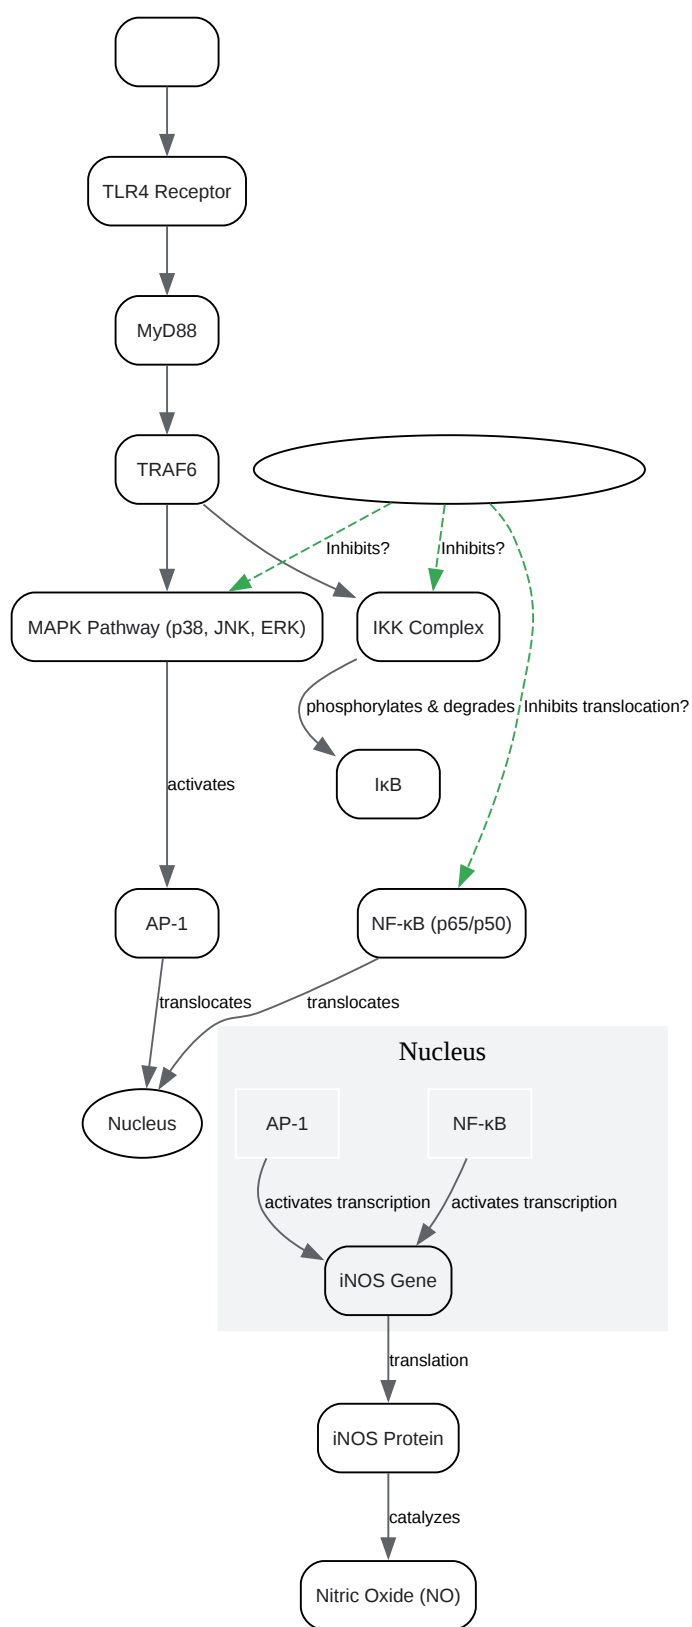 TLR4 Receptor
MyD88
TRAF6
Inhibits?
Inhibits?
MAPK Pathway (p38, JNK, ERK)
IKK Complex
phosphorylates & degrades
Inhibits translocation?
activates
IκB
AP-1
NF-κB (p65/p50)
translocates
translocates
Nucleus
Nucleus
AP-1
NF-κB
activates transcription
activates transcription
iNOS Gene
translation
iNOS Protein
catalyzes
Nitric Oxide (NO)